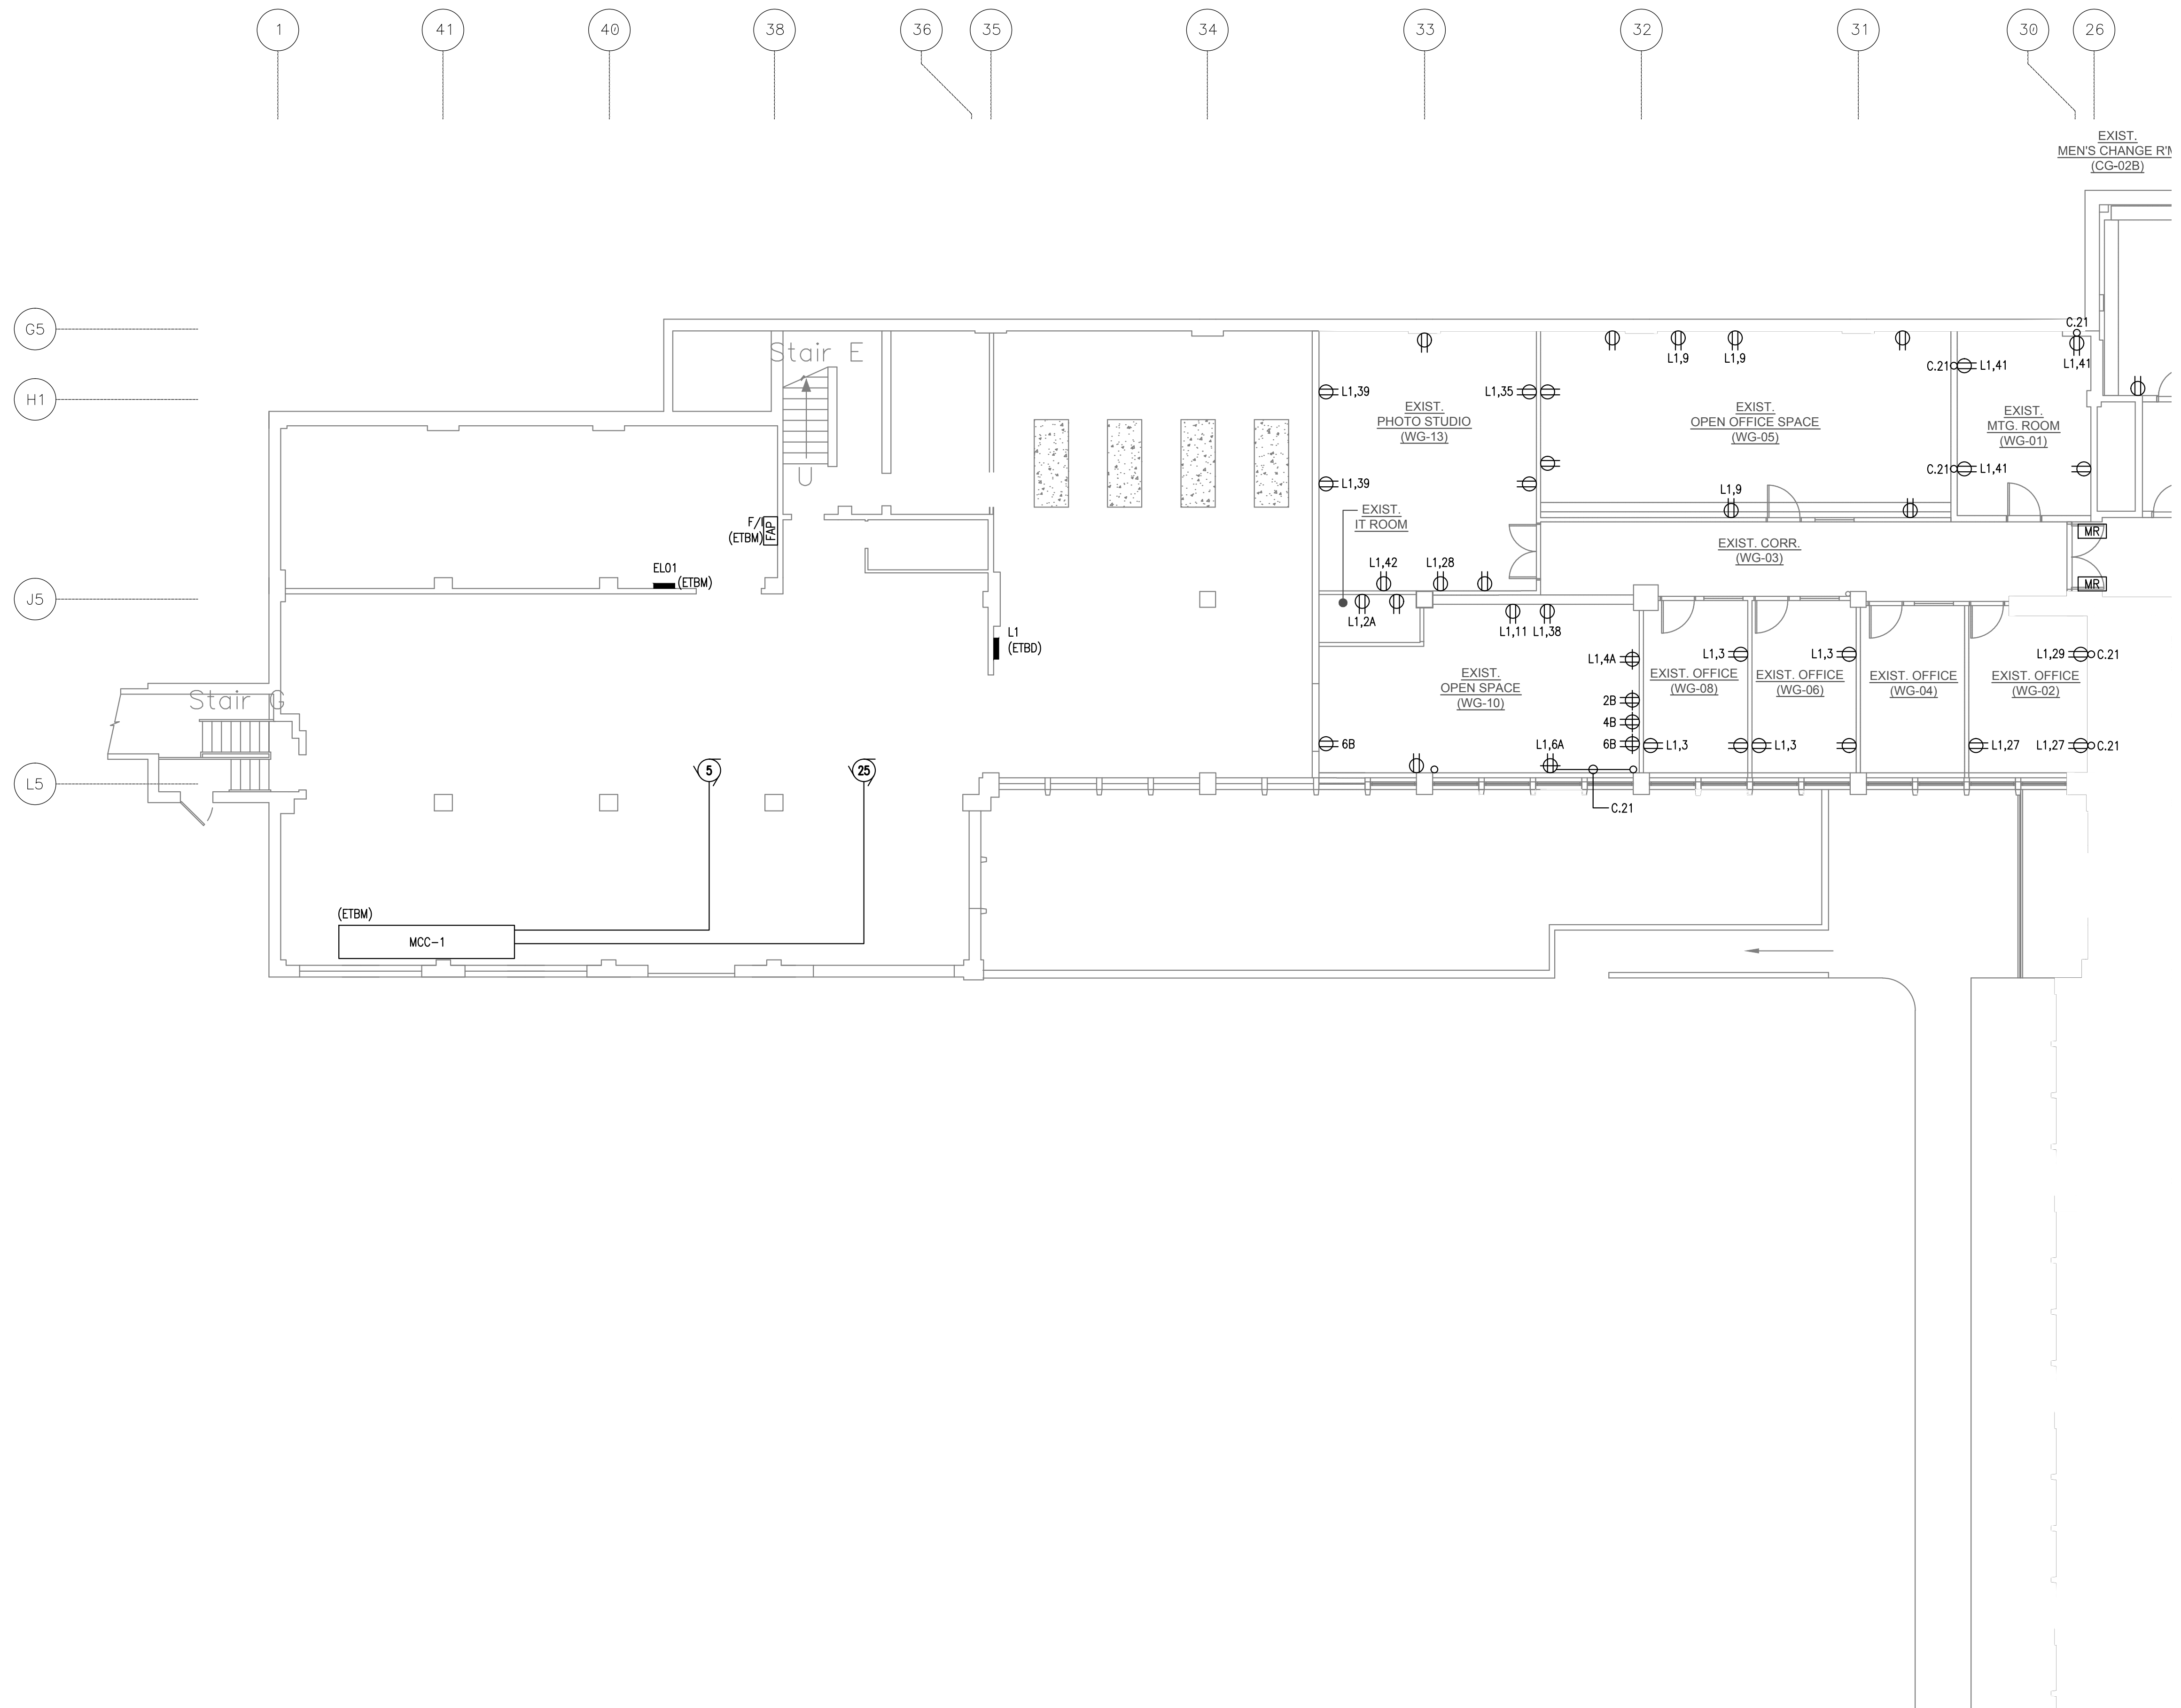 1
41
40
38
36
35
34
33
32
31
30
26
EXIST.
MEN'S CHANGE R'M
(CG-02B)
G5
H1
J5
L5
Stair E
U
Stair G
F/I
(ETBM)
FAP
EL01
(ETBM)
L1
(ETBD)
5
25
(ETBM)
MCC-1
L1,39
L1,35
EXIST.
PHOTO STUDIO
(WG-13)
L1,39
EXIST.
IT ROOM
L1,42
L1,28
L1,2A
L1,9
L1,9
EXIST.
OPEN OFFICE SPACE
(WG-05)
L1,9
C.21
L1,41
C.21
L1,41
EXIST.
MTG. ROOM
(WG-01)
C.21
L1,41
EXIST. CORR.
(WG-03)
MR
MR
L1,11
L1,38
L1,4A
EXIST.
OPEN SPACE
(WG-10)
2B
4B
6B
6B
L1,6A
C.21
L1,3
EXIST. OFFICE
(WG-08)
L1,3
L1,3
EXIST. OFFICE
(WG-06)
L1,3
EXIST. OFFICE
(WG-04)
L1,29
C.21
EXIST. OFFICE
(WG-02)
L1,27
L1,27
C.21